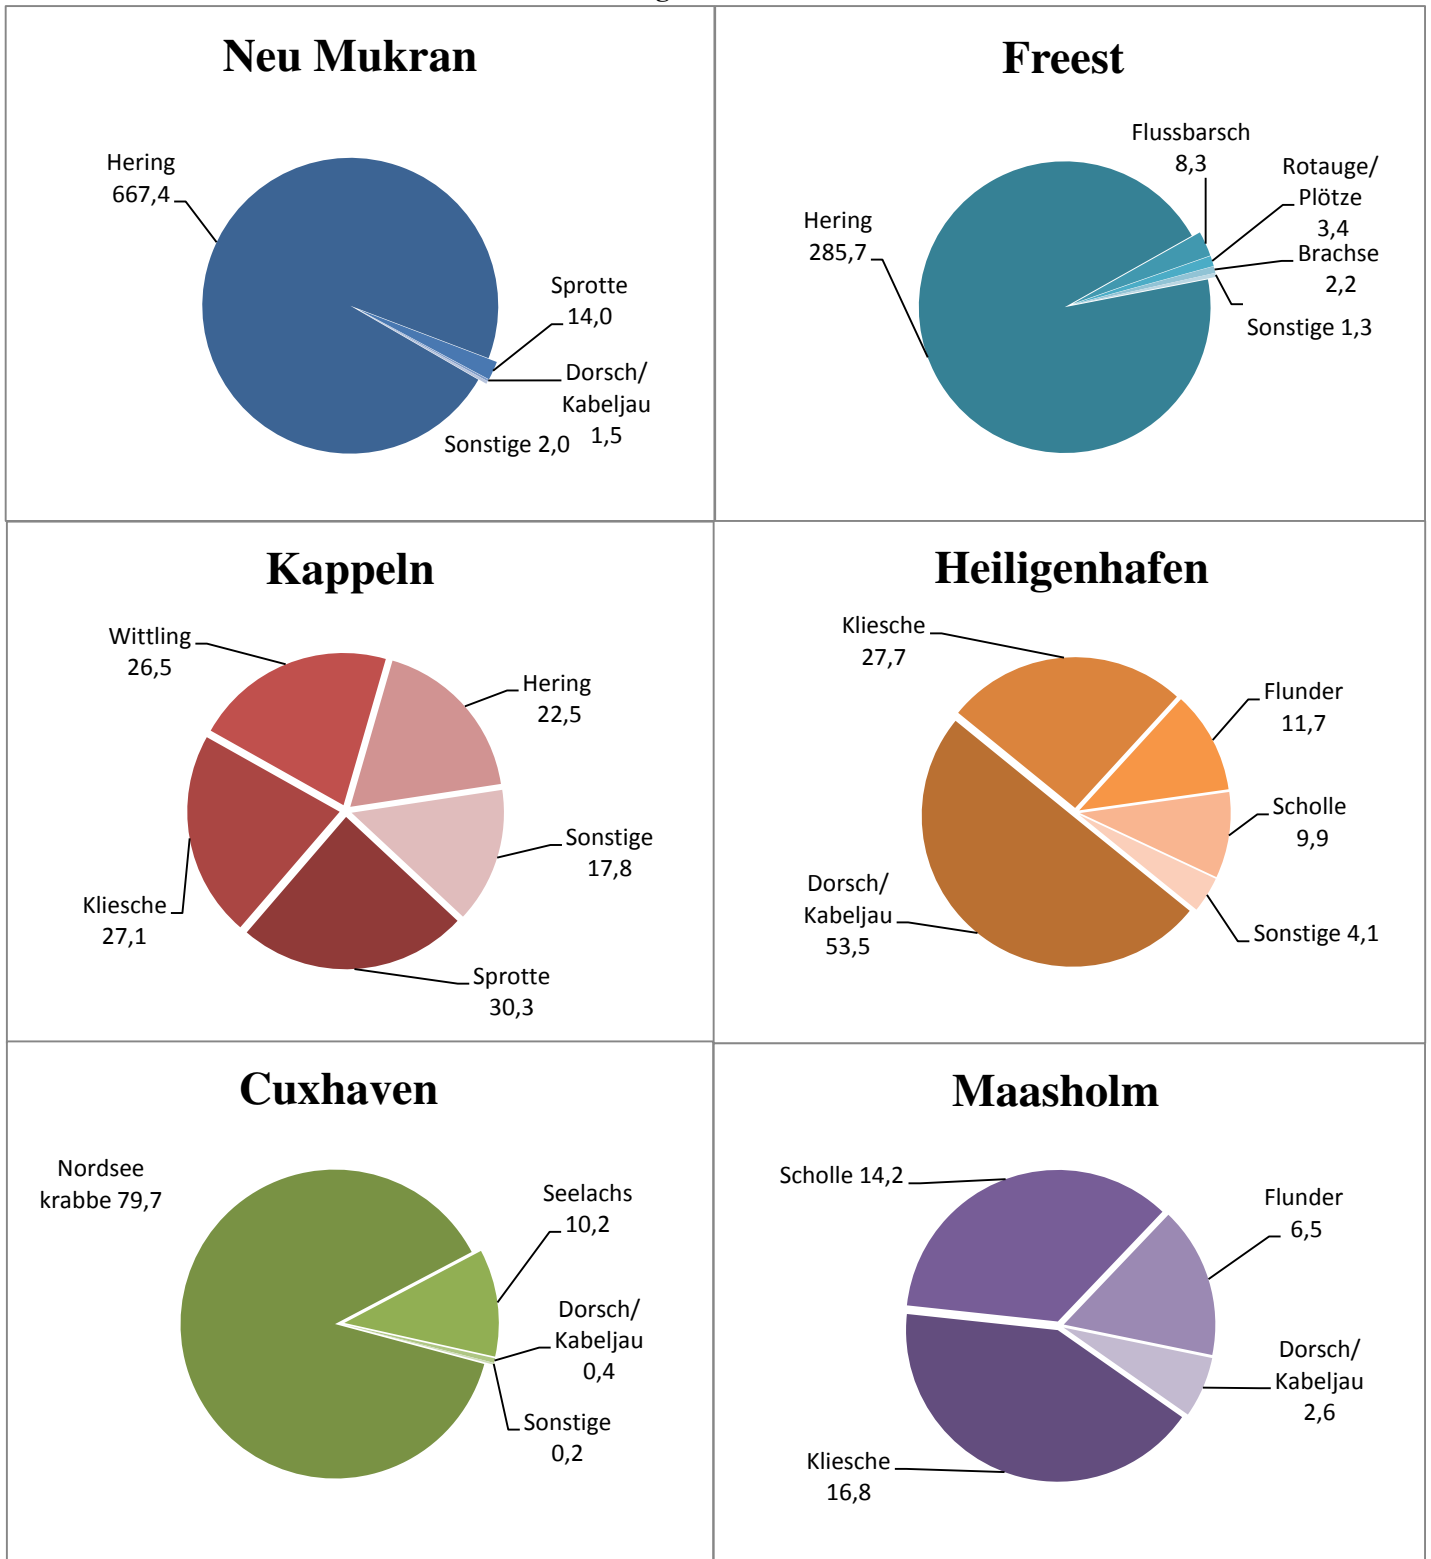 Neu Mukran
Hering
667,4
Sprotte
14,0
Dorsch/
Kabeljau
1,5
Sonstige 2,0
Freest
Flussbarsch
8,3
Rotauge/
Plötze
3,4
Hering
285,7
Brachse
2,2
Sonstige 1,3
Kappeln
Wittling
26,5
Hering
22,5
Sonstige
17,8
Kliesche
27,1
Sprotte
30,3
Heiligenhafen
Kliesche
27,7
Flunder
11,7
Scholle
9,9
Dorsch/
Kabeljau
53,5
Sonstige 4,1
Cuxhaven
Nordsee
krabbe 79,7
Seelachs
10,2
Dorsch/
Kabeljau
0,4
Sonstige
0,2
Maasholm
Scholle 14,2
Flunder
6,5
Dorsch/
Kabeljau
2,6
Kliesche
16,8